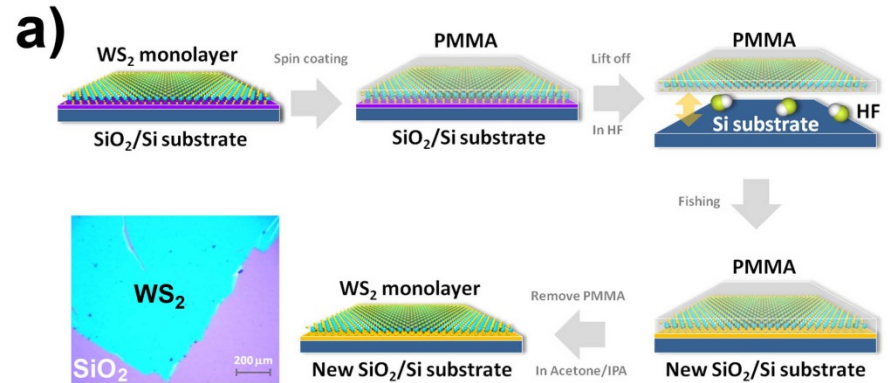 a)
WS₂ monolayer
SiO₂/Si substrate
Spin coating
PMMA
SiO₂/Si substrate
Lift off
In HF
PMMA
HF
Si substrate
Fishing
PMMA
New SiO₂/Si substrate
Remove PMMA
In Acetone/IPA
WS₂ monolayer
New SiO₂/Si substrate
WS₂
SiO₂
200 μm